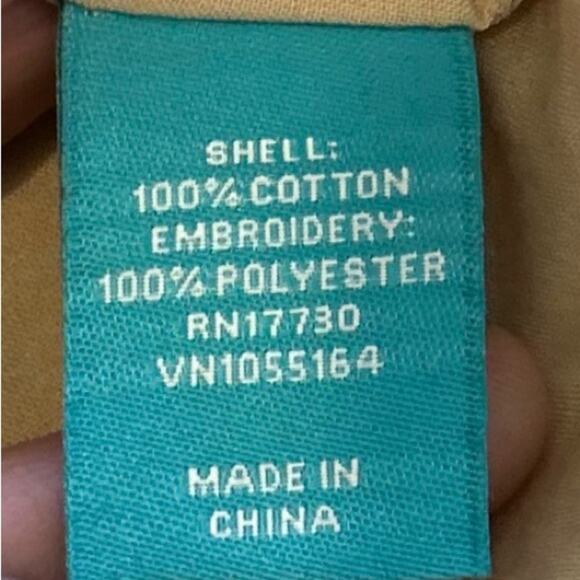 SHELL:
100% COTTON
EMBROIDERY:
100% POLYESTER
RN17730
VN1055164
MADE IN
CHINA